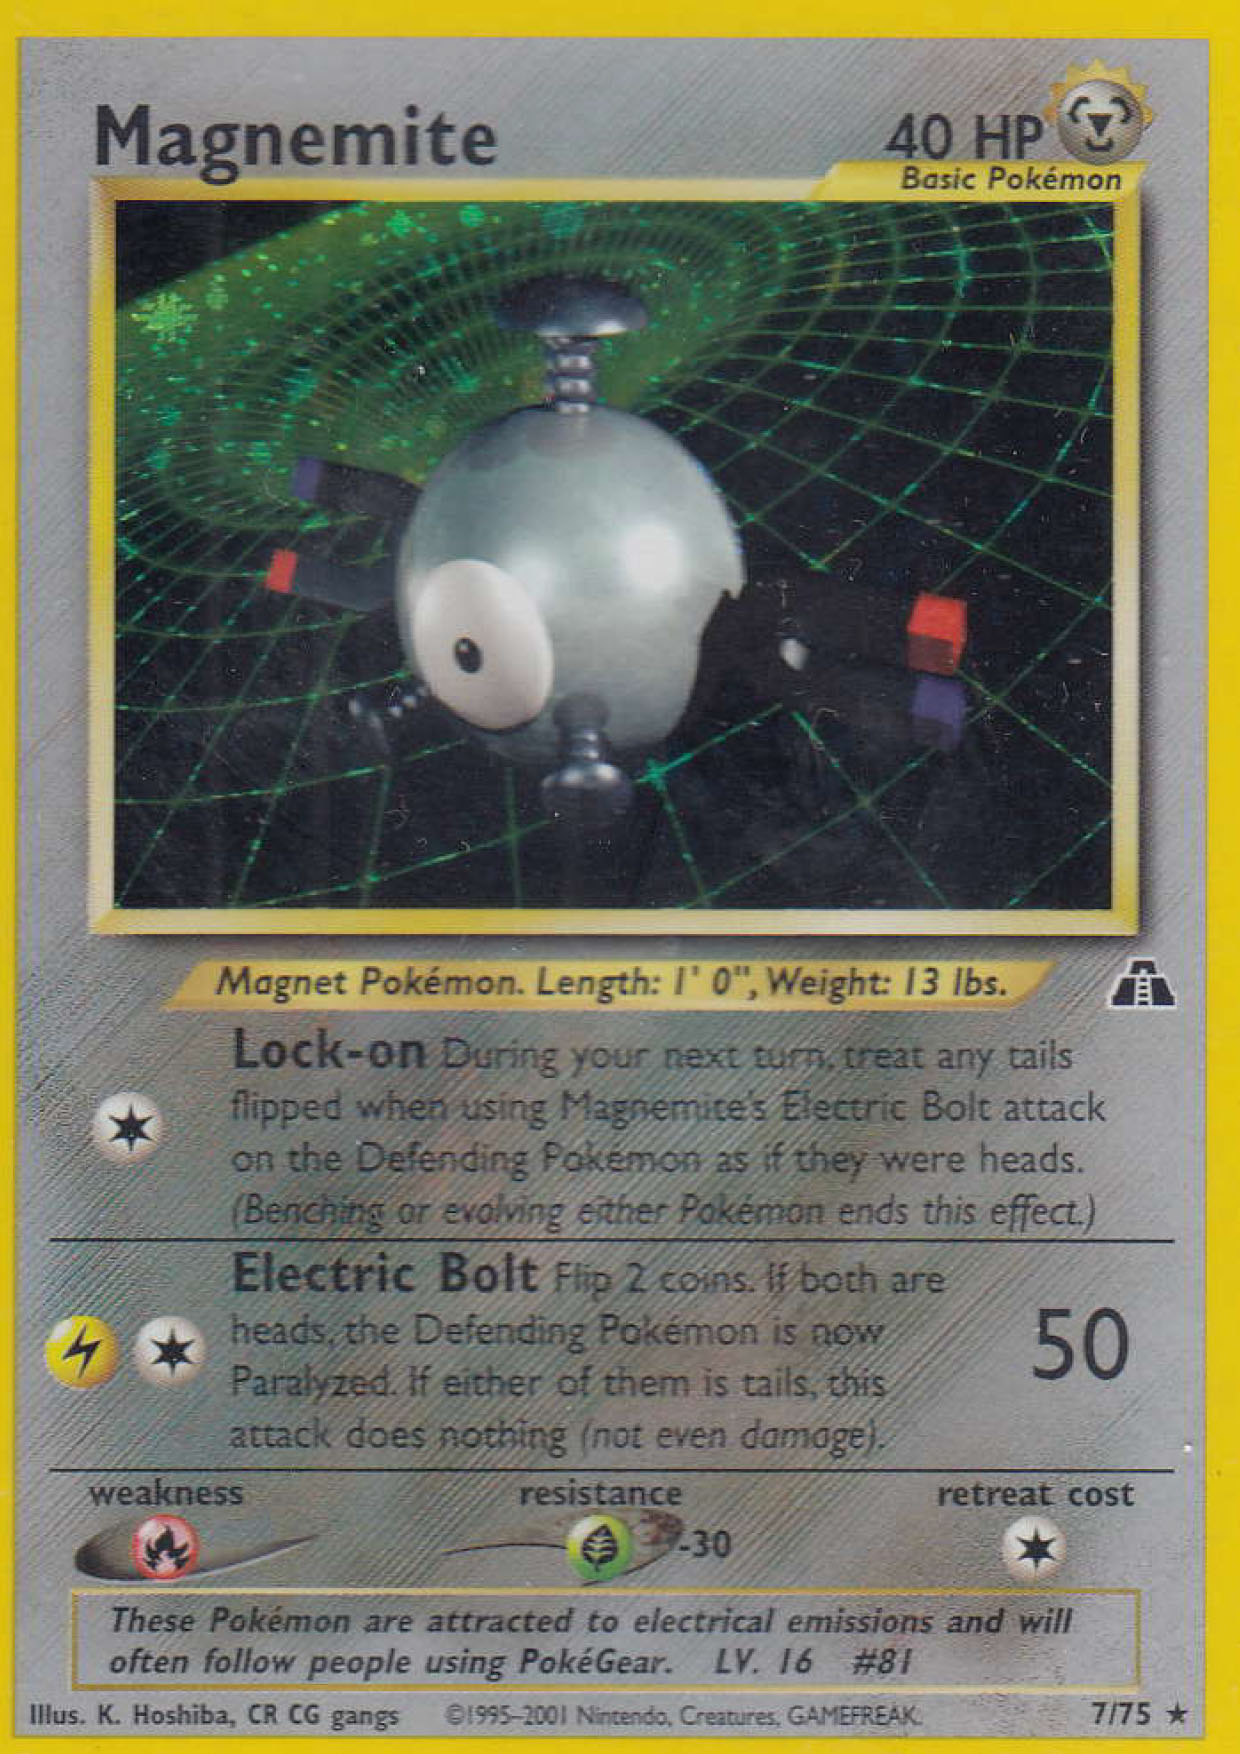 Magnemite
40 HP
Basic Pokémon
Magnet Pokémon. Length: 1' 0", Weight: 13 lbs.
Lock-on During your next turn, treat any tails
flipped when using Magnemite's Electric Bolt attack
on the Defending Pokémon as if they were heads.
(Benching or evolving either Pokémon ends this effect.)
Electric Bolt Flip 2 coins. If both are
heads, the Defending Pokémon is now
Paralyzed. If either of them is tails, this
attack does nothing (not even damage).
50
weakness
resistance
retreat cost
-30
These Pokémon are attracted to electrical emissions and will
often follow people using PokéGear. LV. 16 #81
Illus. K. Hoshiba, CR CG gangs ©1995–2001 Nintendo, Creatures, GAMEFREAK. 7/75 ★